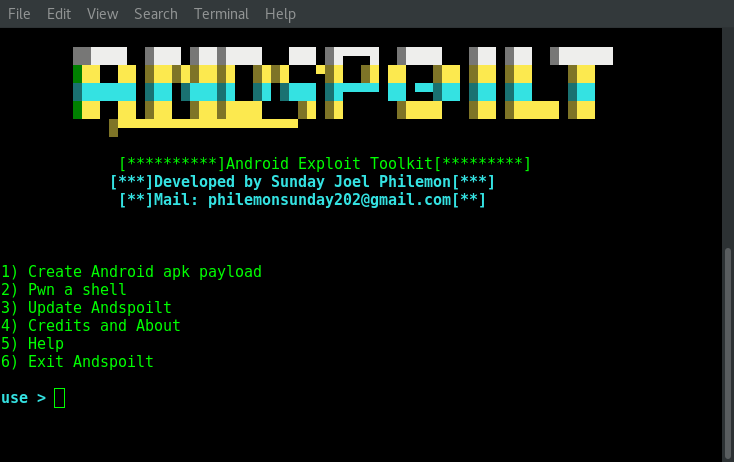 File Edit View Search Terminal Help
ANDSPOILT
[**********]Android Exploit Toolkit[*********]
[***]Developed by Sunday Joel Philemon[***]
[**]Mail: philemonsunday202@gmail.com[**]
1) Create Android apk payload
2) Pwn a shell
3) Update Andspoilt
4) Credits and About
5) Help
6) Exit Andspoilt
use >